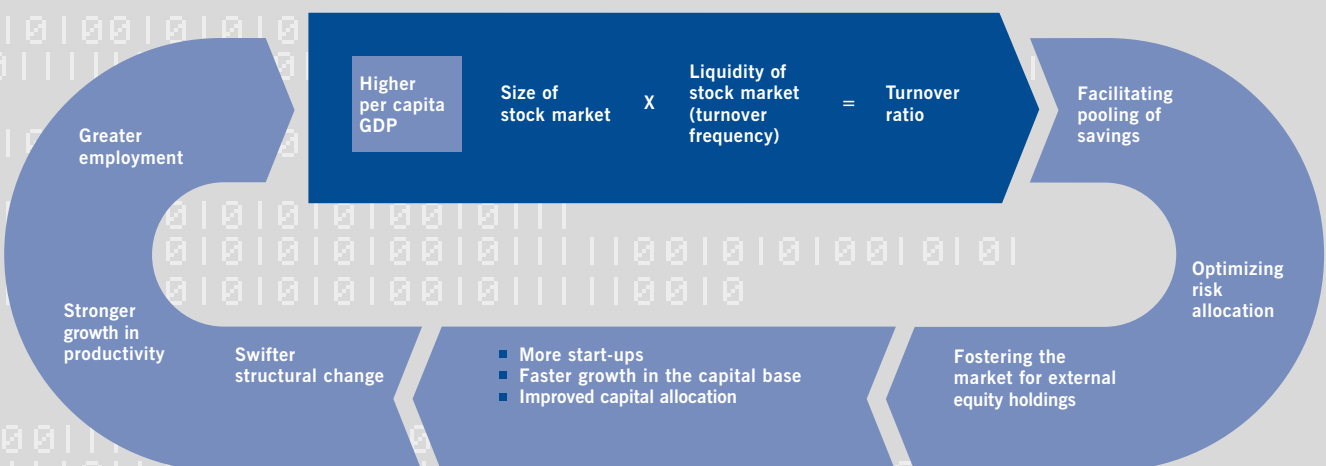 Higher
per capita
GDP
Size of
stock market
X
Liquidity of
stock market
(turnover
frequency)
=
Turnover
ratio
Facilitating
pooling of
savings
Optimizing
risk
allocation
Fostering the
market for external
equity holdings
More start-ups
Faster growth in the capital base
Improved capital allocation
Swifter
structural change
Stronger
growth in
productivity
Greater
employment